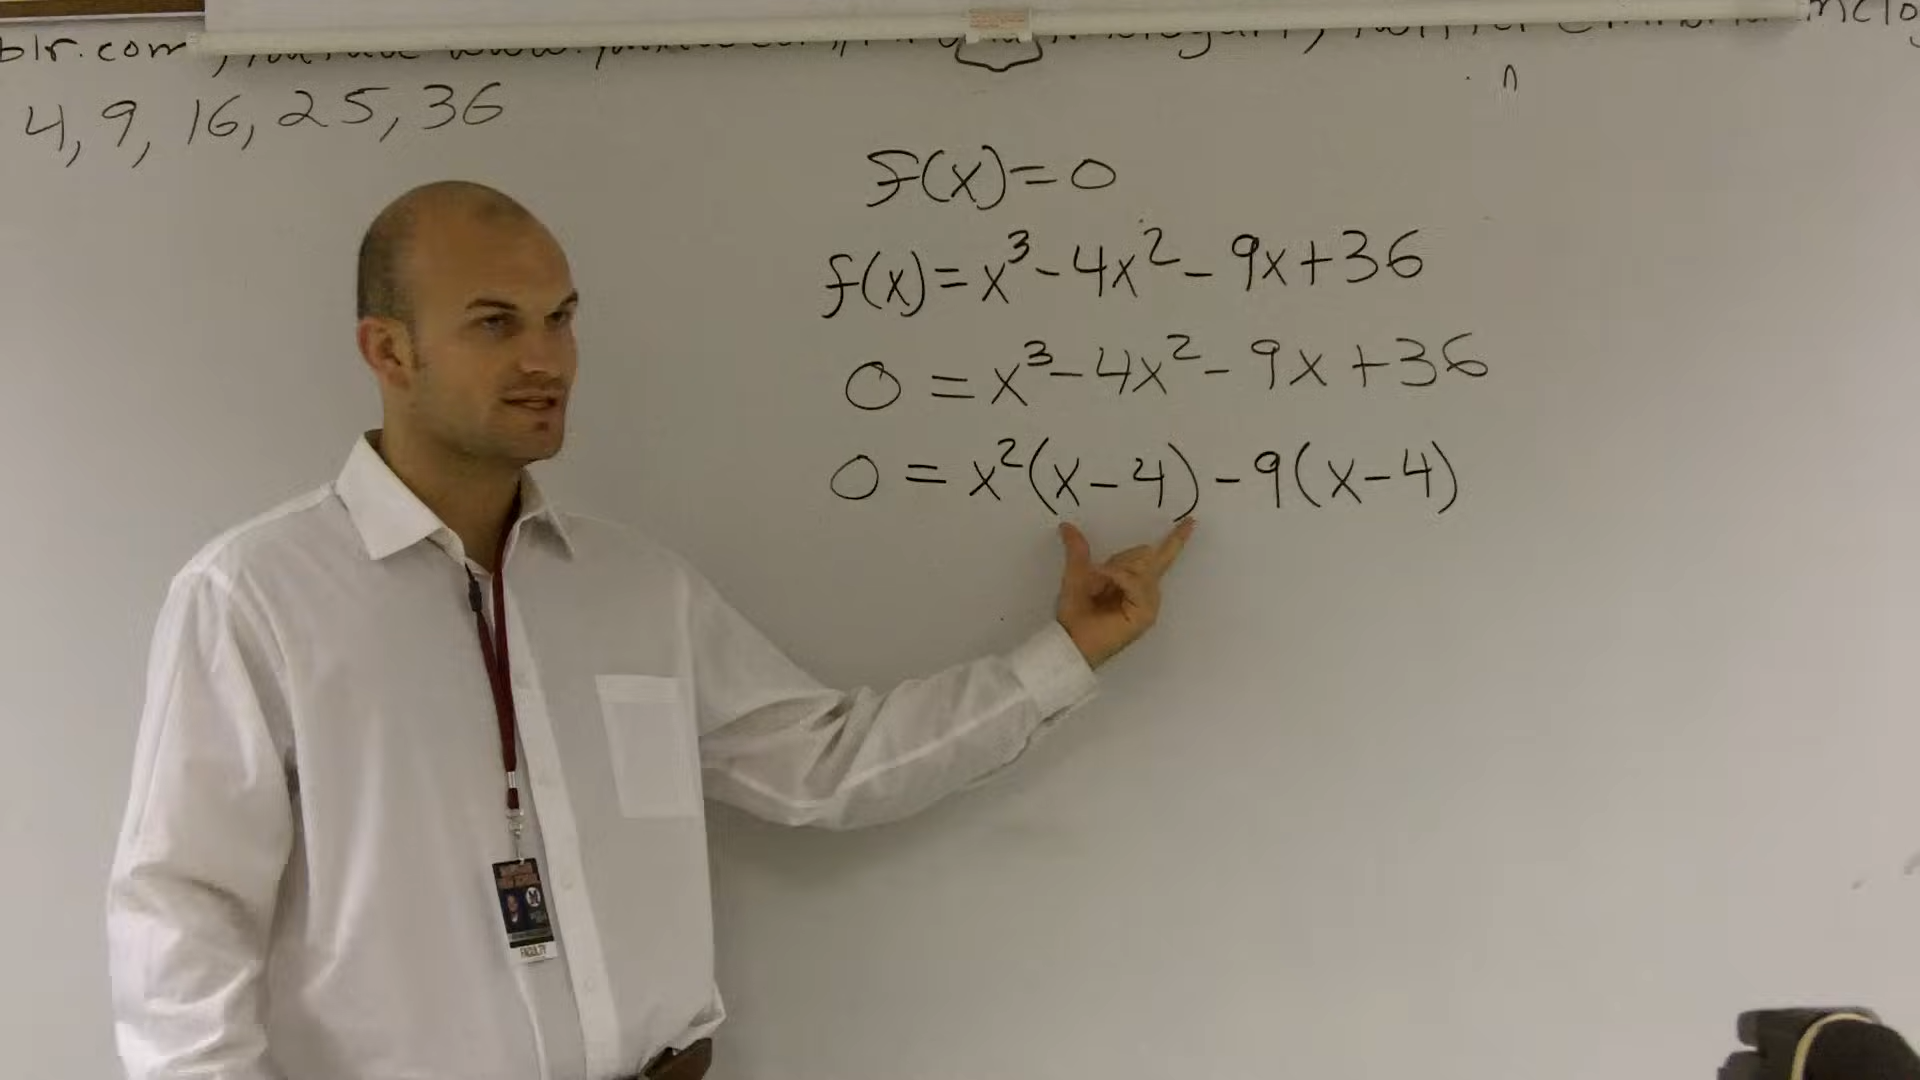 blr.com,
4, 9, 16, 25, 36
n
f(x)=0
f(x)=x³-4x²-9x+36
0=x³-4x²-9x+36
0=x²(x-4)-9(x-4)
FACULTY